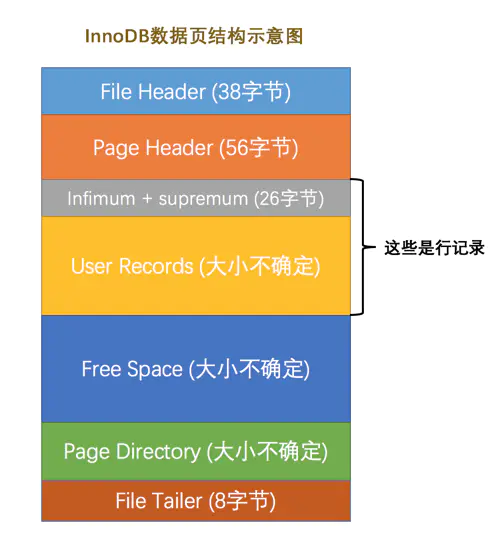 InnoDB数据页结构示意图
File Header (38字节)
Page Header (56字节)
Infimum + supremum (26字节)
这些是行记录
User Records (大小不确定)
Free Space (大小不确定)
Page Directory (大小不确定)
File Tailer (8字节)